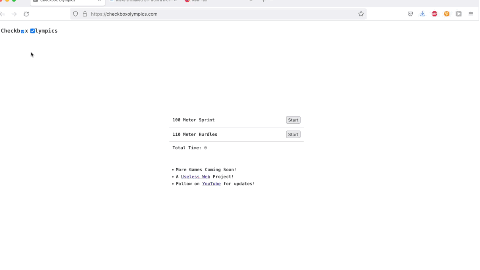 https://checkboxolympics.com
Checkbox ☑lympics
100 Meter Sprint Start
110 Meter Hurdles Start
Total Time: 0
• More Games Coming Soon!
• A Useless Web Project!
• Follow on YouTube for updates!